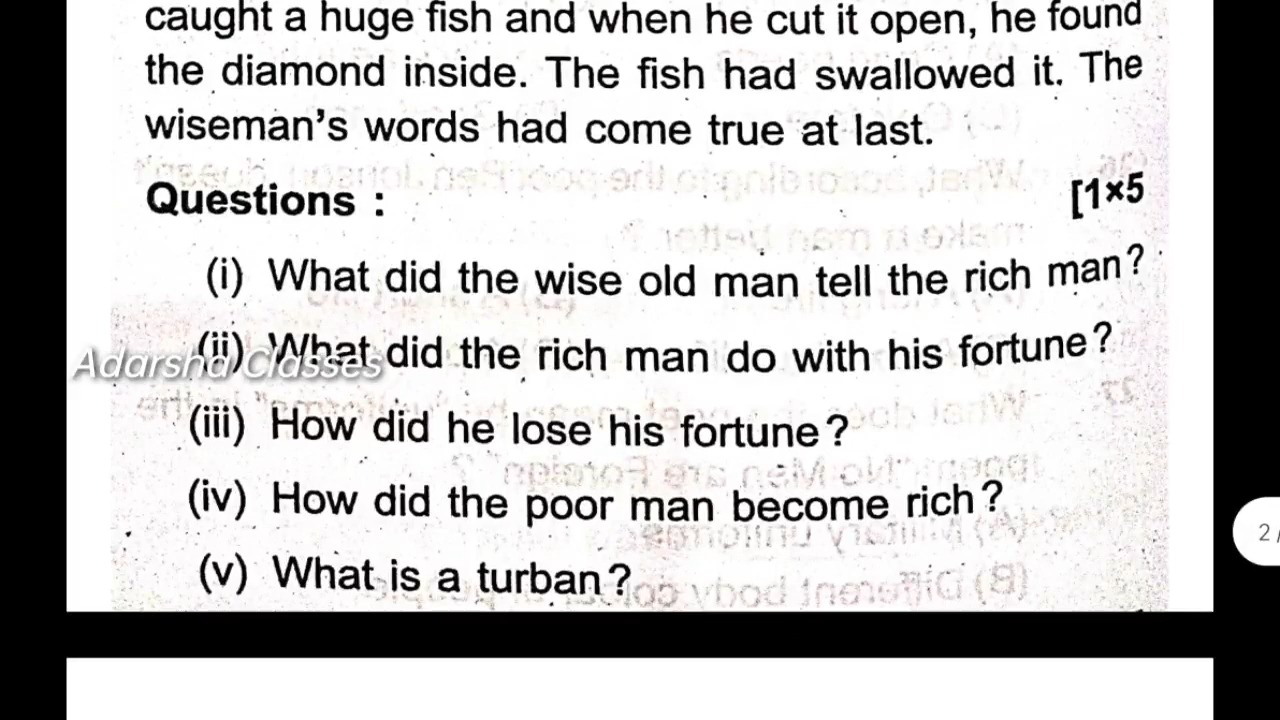 caught a huge fish and when he cut it open, he found
the diamond inside. The fish had swallowed it. The
wiseman's words had come true at last.
Questions : [1×5
(i) What did the wise old man tell the rich man?
(ii) What did the rich man do with his fortune?
Adarsha Classes
(iii) How did he lose his fortune?
(iv) How did the poor man become rich?
(v) What is a turban?
2/